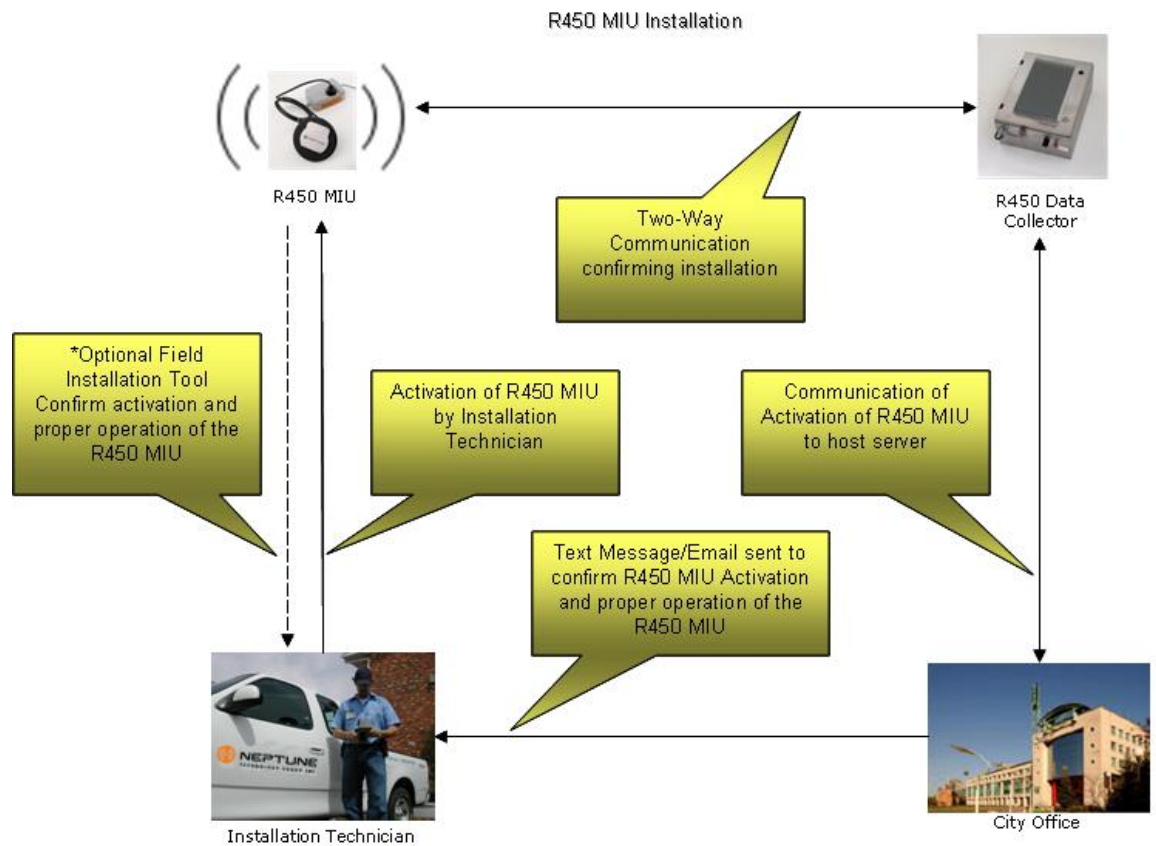 R450 MIU Installation
R450 MIU
R450 Data
Collector
Two-Way
Communication
confirming installation
*Optional Field
Installation Tool
Confirm activation and
proper operation of the
R450 MIU
Activation of R450 MIU
by Installation
Technician
Communication of
Activation of R450 MIU
to host server
Text Message/Email sent to
confirm R450 MIU Activation
and proper operation of the
R450 MIU
NEPTUNE
TECHNOLOGY GROUP INC
Installation Technician
City Office